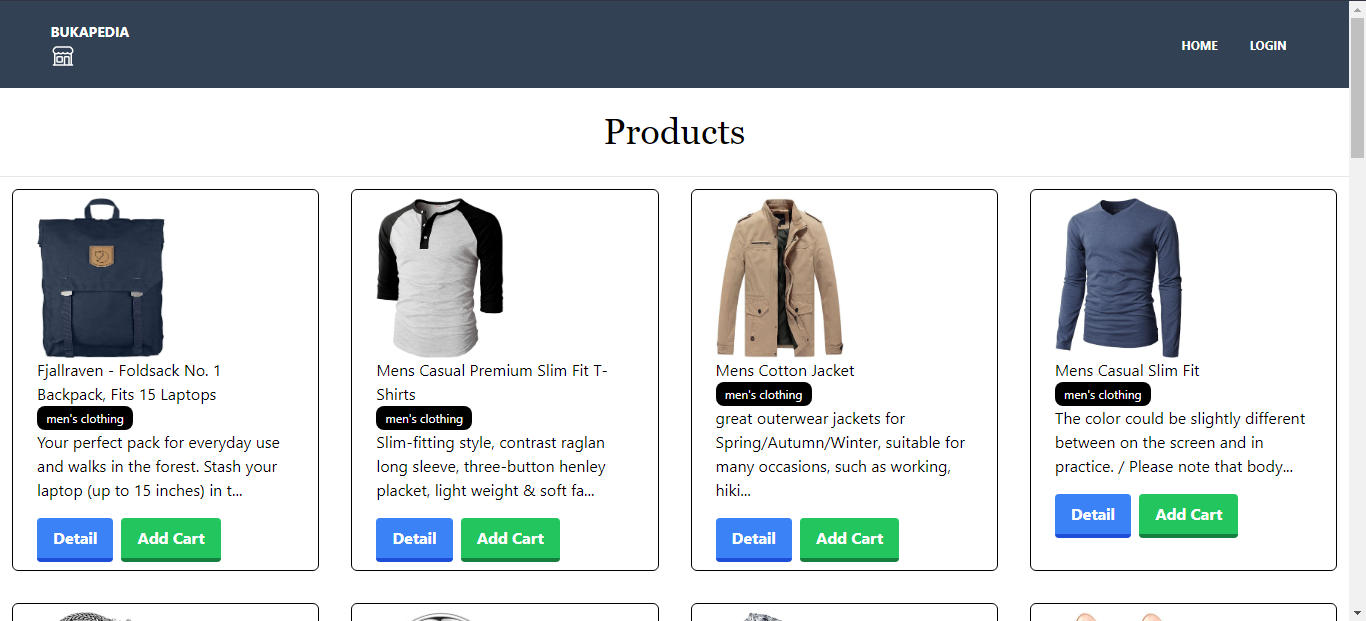 BUKAPEDIA
HOME
LOGIN
Products
Fjallraven - Foldsack No. 1
Backpack, Fits 15 Laptops
men's clothing
Your perfect pack for everyday use
and walks in the forest. Stash your
laptop (up to 15 inches) in t...
Detail
Add Cart
Mens Casual Premium Slim Fit T-
Shirts
men's clothing
Slim-fitting style, contrast raglan
long sleeve, three-button henley
placket, light weight & soft fa...
Detail
Add Cart
Mens Cotton Jacket
men's clothing
great outerwear jackets for
Spring/Autumn/Winter, suitable for
many occasions, such as working,
hiki...
Detail
Add Cart
Mens Casual Slim Fit
men's clothing
The color could be slightly different
between on the screen and in
practice. / Please note that body...
Detail
Add Cart